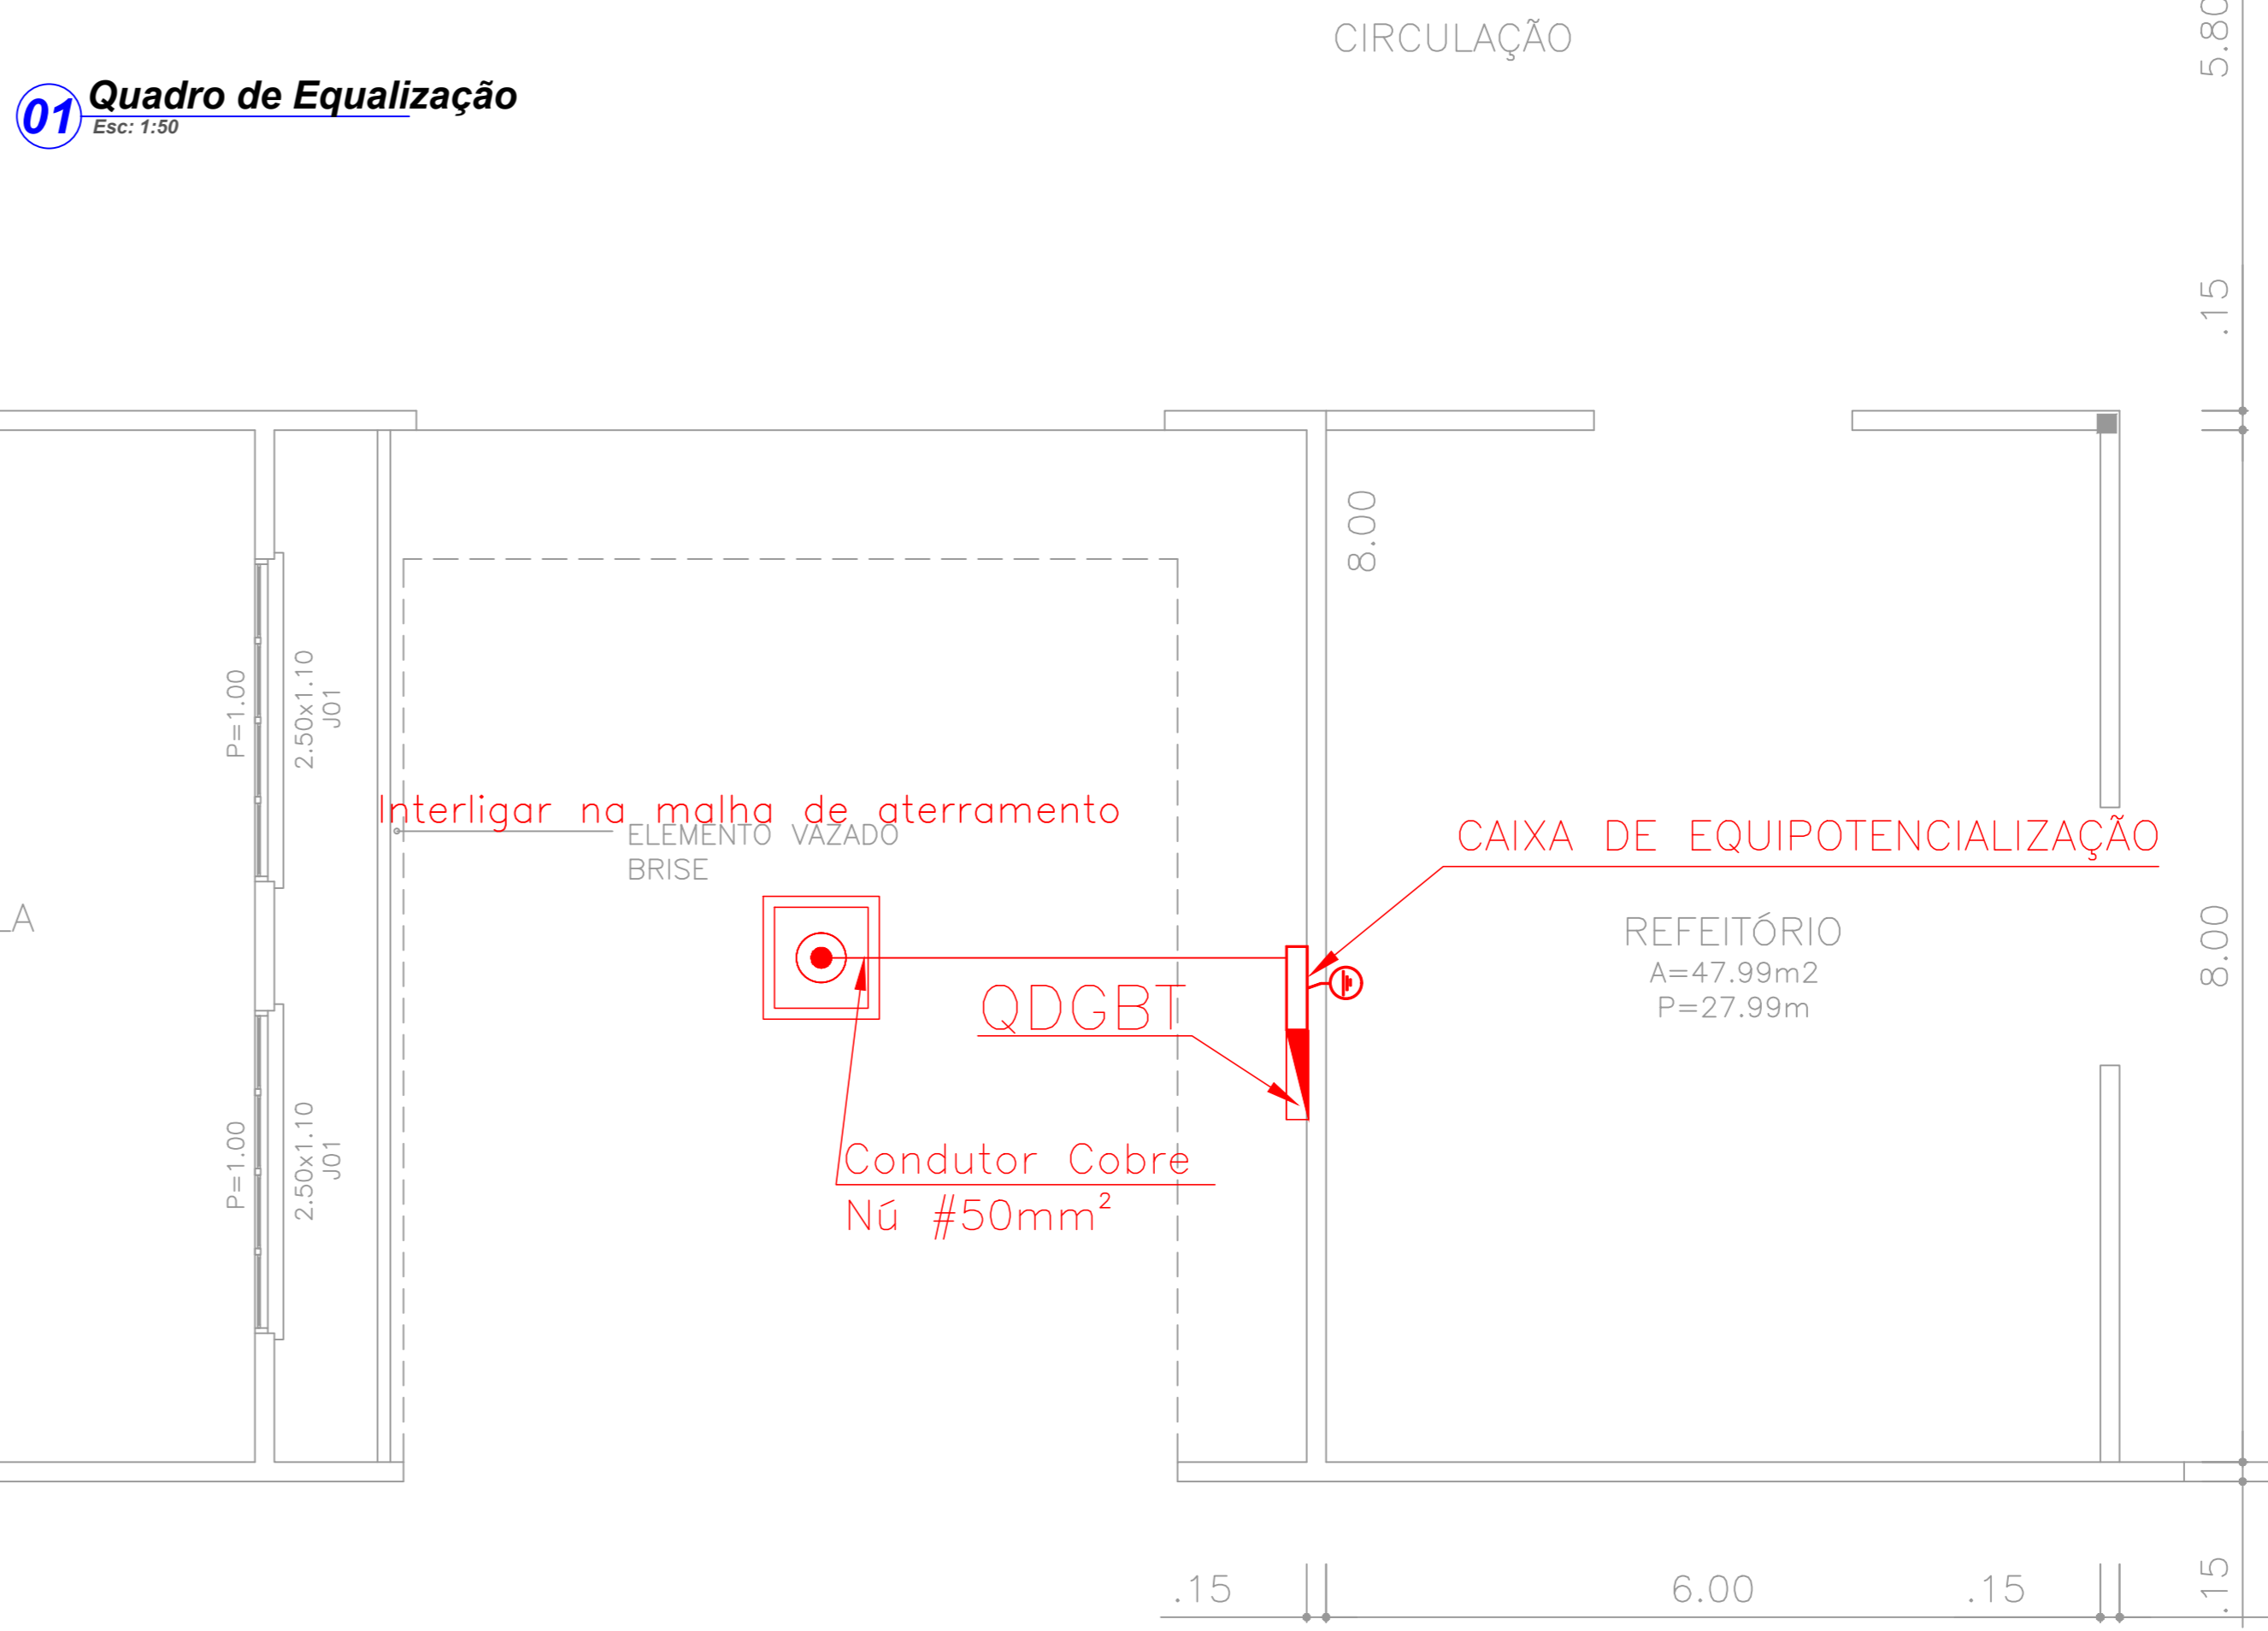 CIRCULAÇÃO
5.80
01 Quadro de Equalização
Esc: 1:50
.15
8.00
P=1.00
2.50x1.10
J01
Interligar na malha de aterramento
ELEMENTO VAZADO
BRISE
CAIXA DE EQUIPOTENCIALIZAÇÃO
LA
REFEITÓRIO
A=47.99m2
P=27.99m
8.00
QDGBT
P=1.00
2.50x1.10
J01
Condutor Cobre
Nú #50mm²
.15
6.00
.15
.15